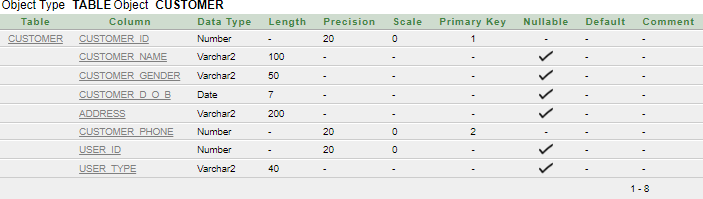 Object Type TABLE Object CUSTOMER
Table Column Data Type Length Precision Scale Primary Key Nullable Default Comment
CUSTOMER CUSTOMER_ID Number - 20 0 1 - - -
CUSTOMER_NAME Varchar2 100 - - - ✓ - -
CUSTOMER_GENDER Varchar2 50 - - - ✓ - -
CUSTOMER_D_O_B Date 7 - - - ✓ - -
ADDRESS Varchar2 200 - - - ✓ - -
CUSTOMER_PHONE Number - 20 0 2 - - -
USER_ID Number - 20 0 - ✓ - -
USER_TYPE Varchar2 40 - - - ✓ - -
1 - 8